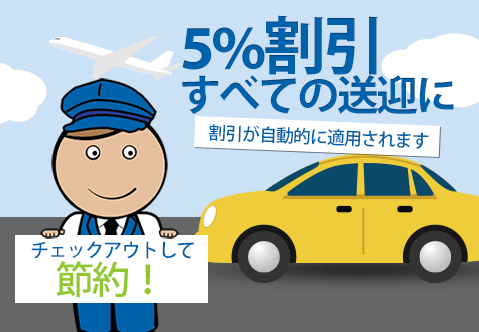 5%割引
すべての送迎に
割引が自動的に適用されます
チェックアウトして
節約！